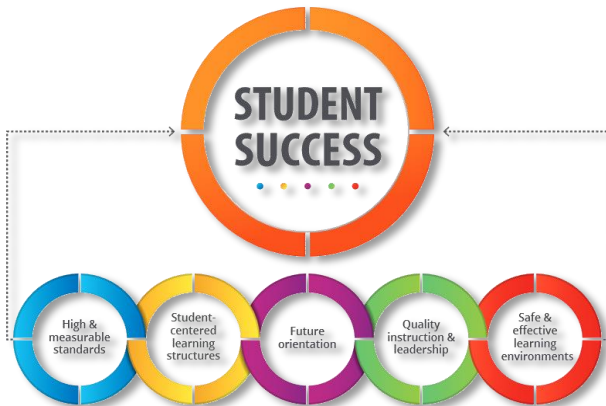 STUDENT
SUCCESS
High &
measurable
standards
Student-
centered
learning
structures
Future
orientation
Quality
instruction &
leadership
Safe &
effective
learning
environments